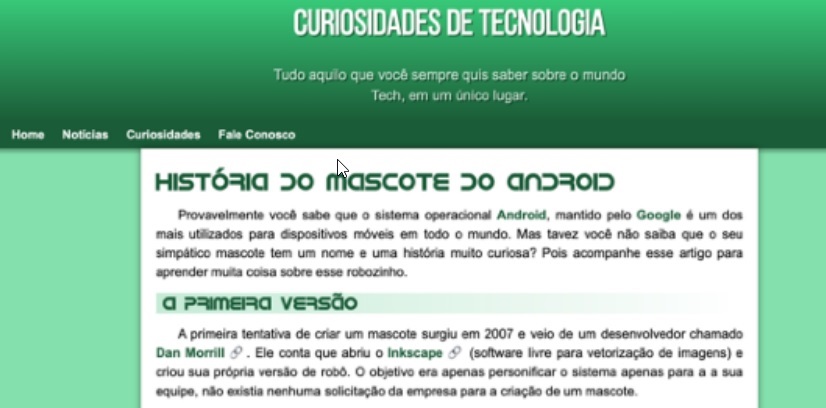 CURIOSIDADES DE TECNOLOGIA
Tudo aquilo que você sempre quis saber sobre o mundo
Tech, em um único lugar.
Home Notícias Curiosidades Fale Conosco
História do Mascote do Android
Provavelmente você sabe que o sistema operacional Android, mantido pelo Google é um dos
mais utilizados para dispositivos móveis em todo o mundo. Mas tavez você não saiba que o seu
simpático mascote tem um nome e uma história muito curiosa? Pois acompanhe esse artigo para
aprender muita coisa sobre esse robozinho.
A primeira versão
A primeira tentativa de criar um mascote surgiu em 2007 e veio de um desenvolvedor chamado
Dan Morrill . Ele conta que abriu o Inkscape (software livre para vetorização de imagens) e
criou sua própria versão de robô. O objetivo era apenas personificar o sistema apenas para a a sua
equipe, não existia nenhuma solicitação da empresa para a criação de um mascote.